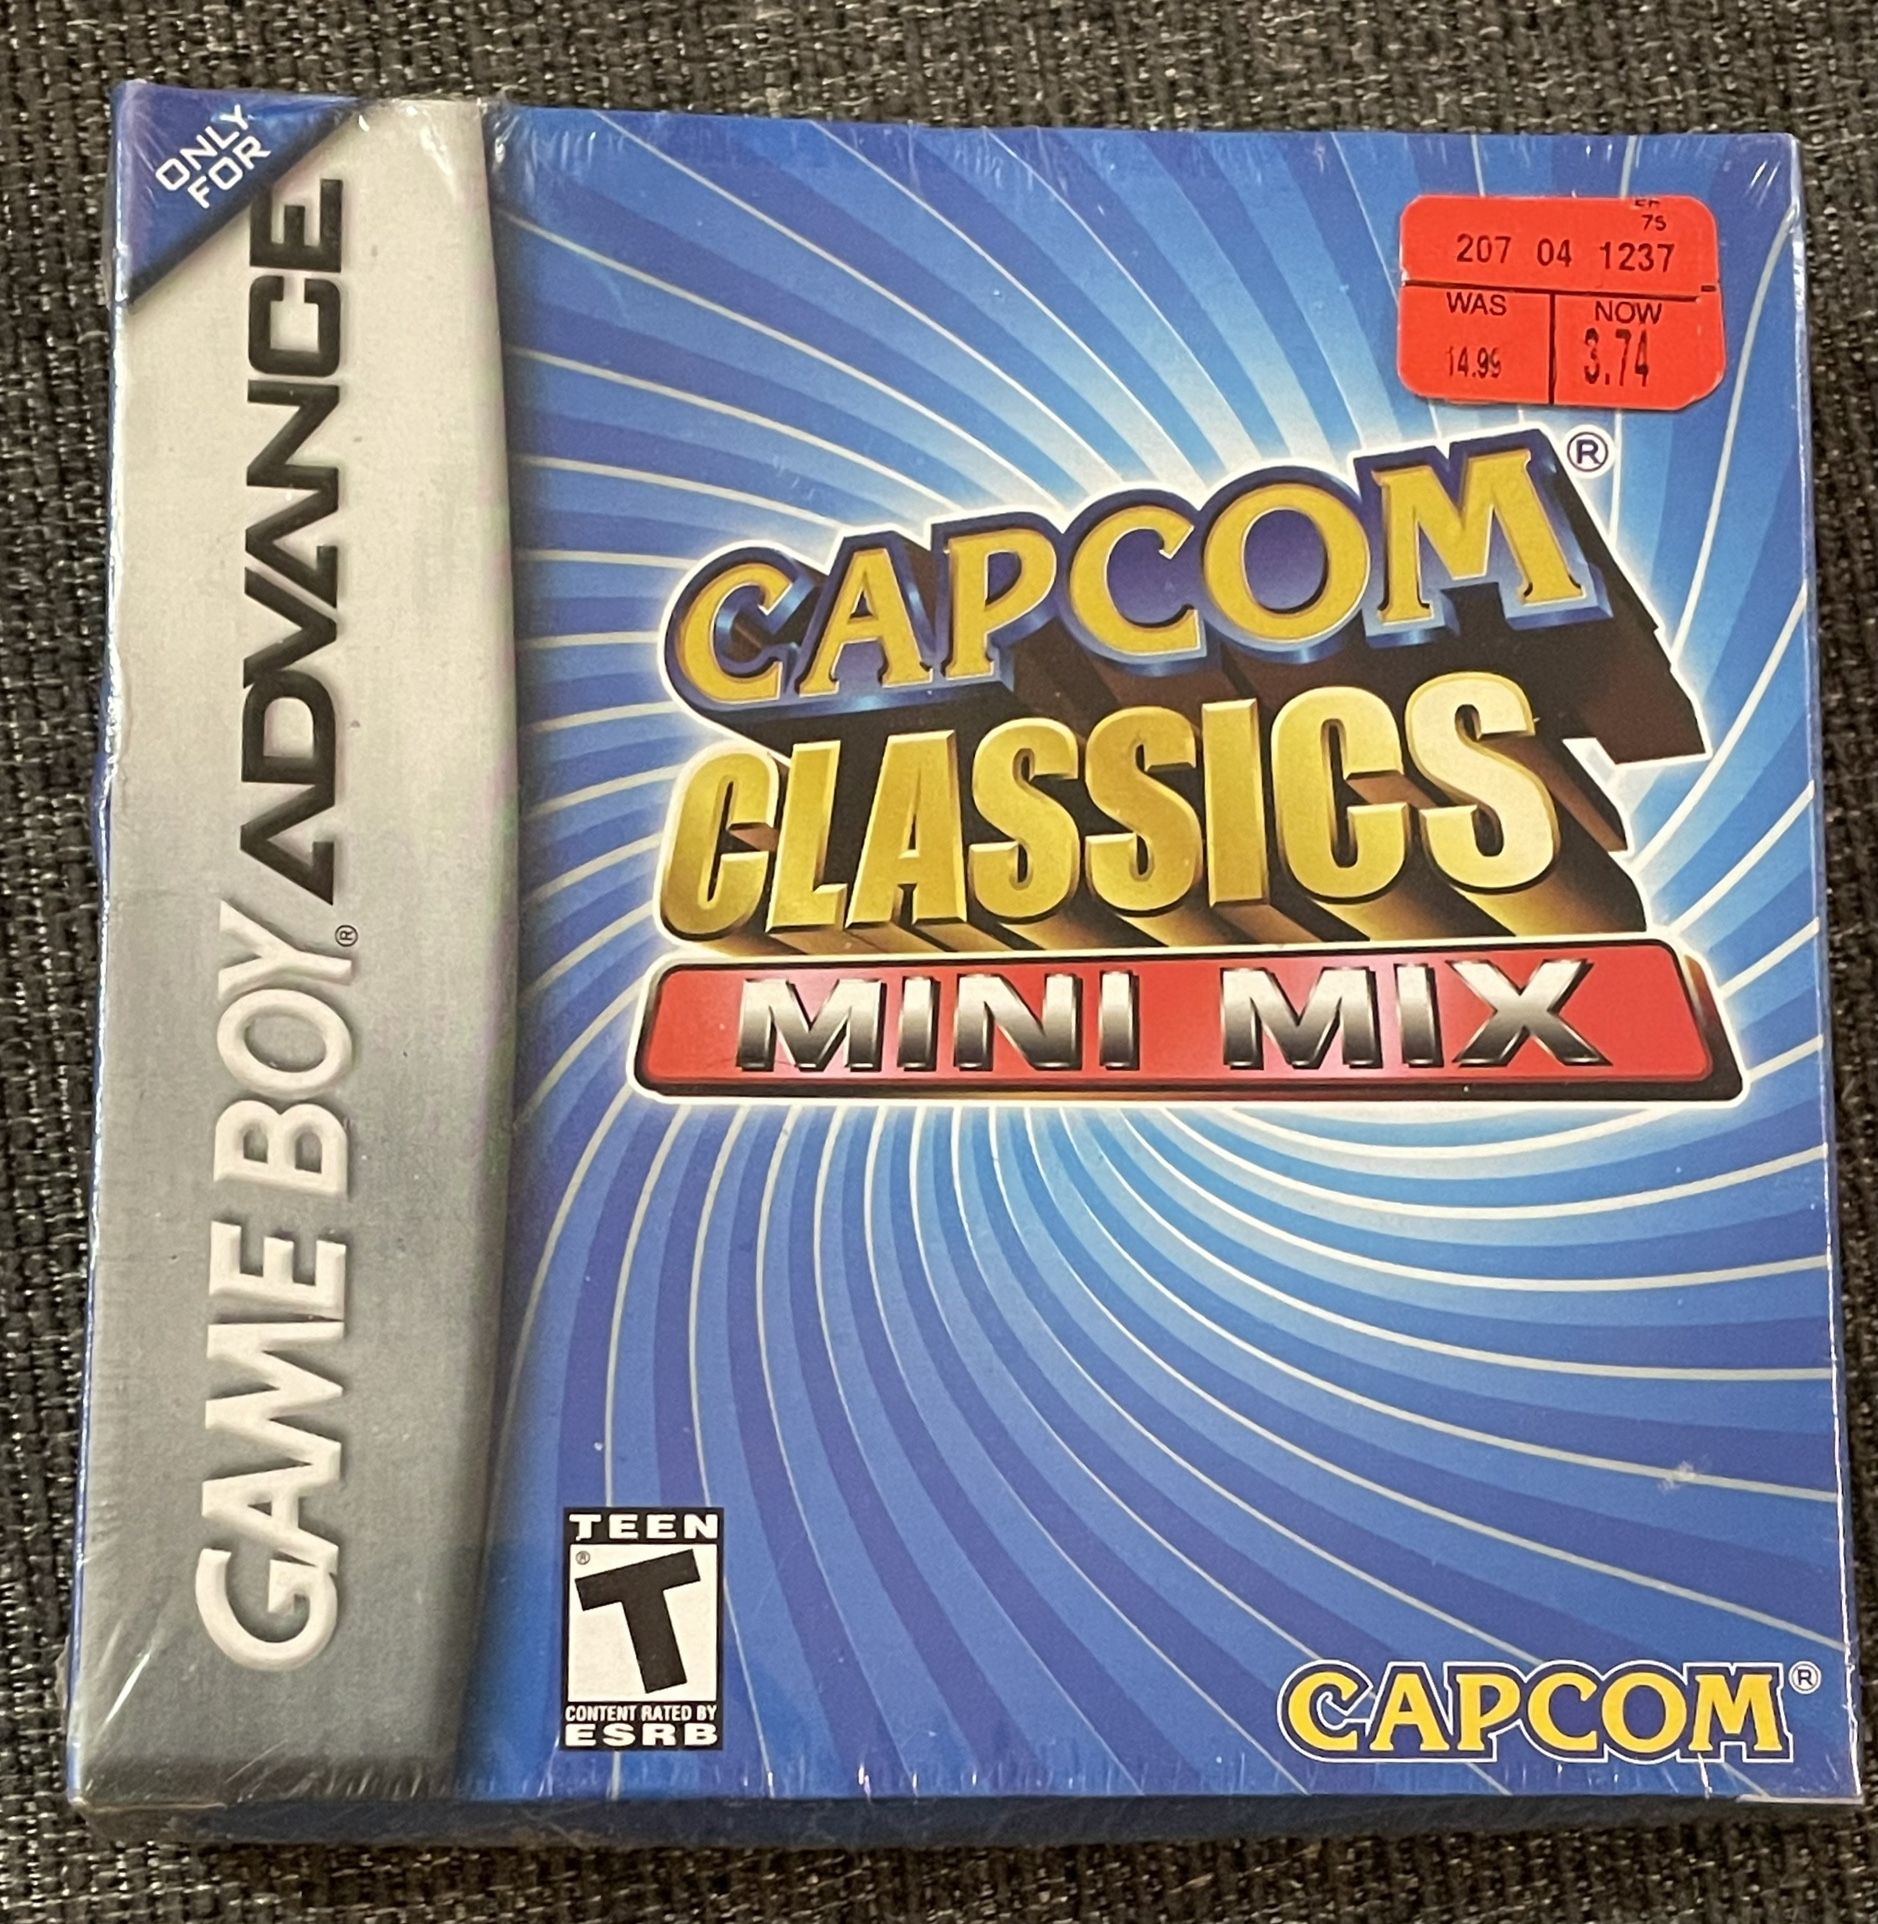 ONLY
FOR
GAME BOY® ADVANCE
75
207 04 1237
WAS NOW
14.99 3.74
CAPCOM®
CLASSICS
MINI MIX
TEEN
T®
CONTENT RATED BY
ESRB
CAPCOM®